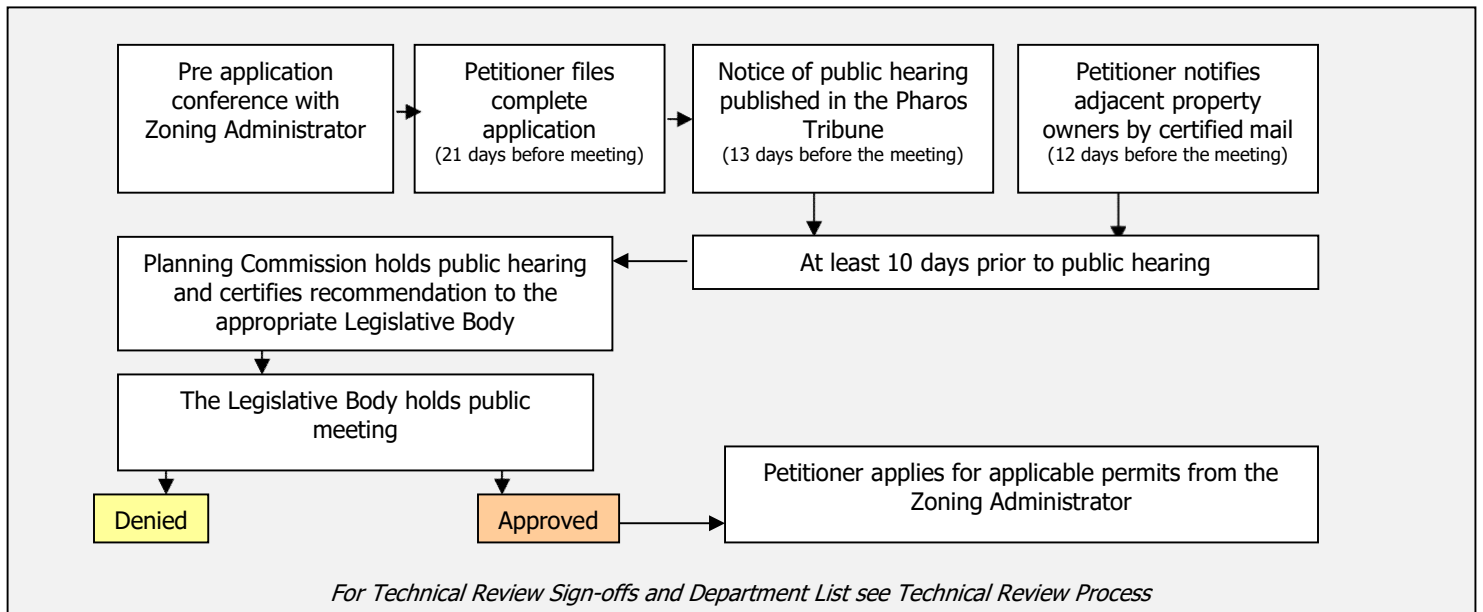 Pre application
conference with
Zoning Administrator
Petitioner files
complete
application
(21 days before meeting)
Notice of public hearing
published in the Pharos
Tribune
(13 days before the meeting)
Petitioner notifies
adjacent property
owners by certified mail
(12 days before the meeting)
At least 10 days prior to public hearing
Planning Commission holds public hearing
and certifies recommendation to the
appropriate Legislative Body
The Legislative Body holds public
meeting
Denied
Approved
Petitioner applies for applicable permits from the
Zoning Administrator
For Technical Review Sign-offs and Department List see Technical Review Process